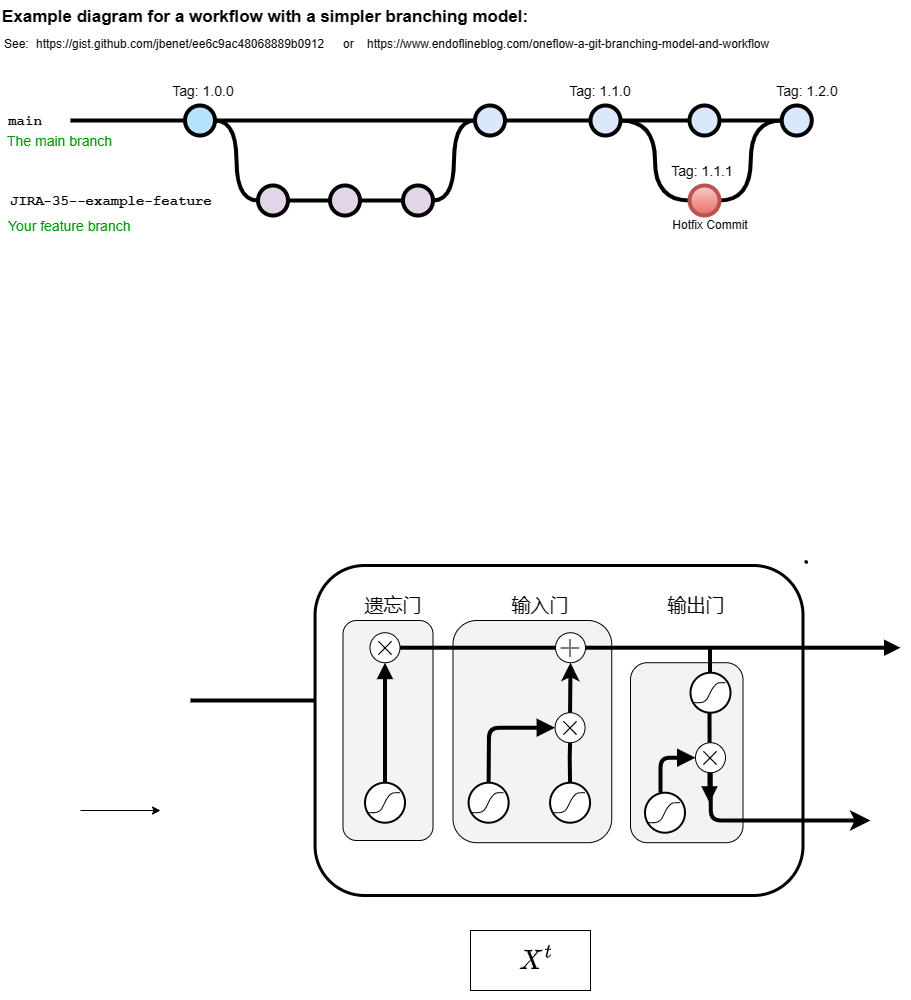 Example diagram for a workflow with a simpler branching model:
See: https://gist.github.com/jbenet/ee6c9ac48068889b0912 or https://www.endoflineblog.com/oneflow-a-git-branching-model-and-workflow
Tag: 1.0.0
Tag: 1.1.0
Tag: 1.2.0
main
The main branch
Tag: 1.1.1
JIRA-35--example-feature
Your feature branch
Hotfix Commit
遗忘门
输入门
输出门
X^t